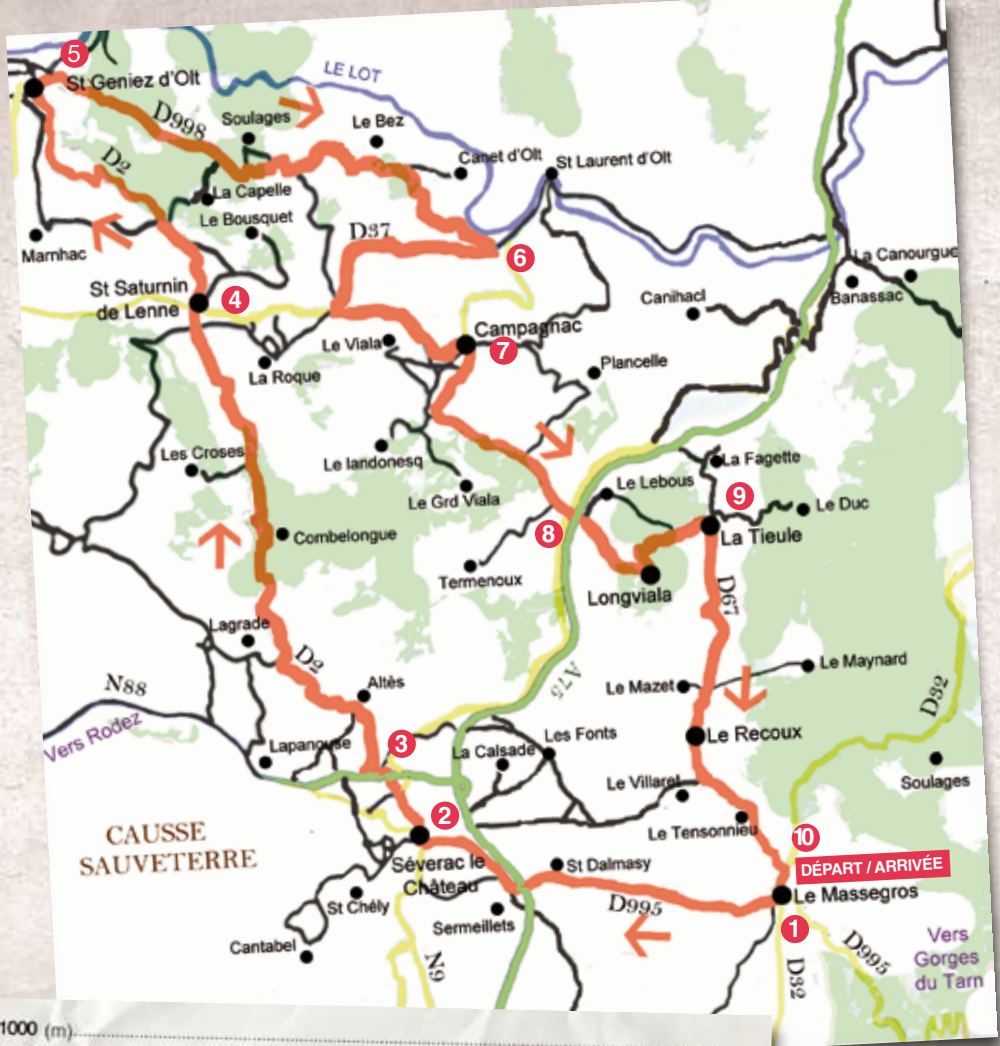 5
St Geniez d'Olt
LE LOT
D998
Soulages
Le Bez
D2
Canet d'Olt
St Laurent d'Olt
La Capelle
Le Bousquet
Marnhac
D37
6
La Canourgue
St Saturnin
de Lenne
4
Canihacl
Banassac
Campagnac
7
Le Viala
La Roque
Plancelle
Les Croses
Le landonesq
Le Grd Viala
La Fagette
Le Lebous
9
Le Duc
8
La Tieule
Combelongue
Termenoux
Longviala
D67
Lagrade
D2
Le Maynard
Altès
A75
Le Mazet
D32
N88
Vers Rodez
3
Le Recoux
Lapanouse
La Calsade
Les Fonts
Soulages
Le Villaret
2
Le Tensonnieu
10
CAUSSE
SAUVETERRE
Séverac le
Château
St Dalmasy
DÉPART / ARRIVÉE
Le Massegros
St Chély
D995
1
Sermeillets
Cantabel
N9
D32
D995
Vers
Gorges
du Tarn
1000 (m)